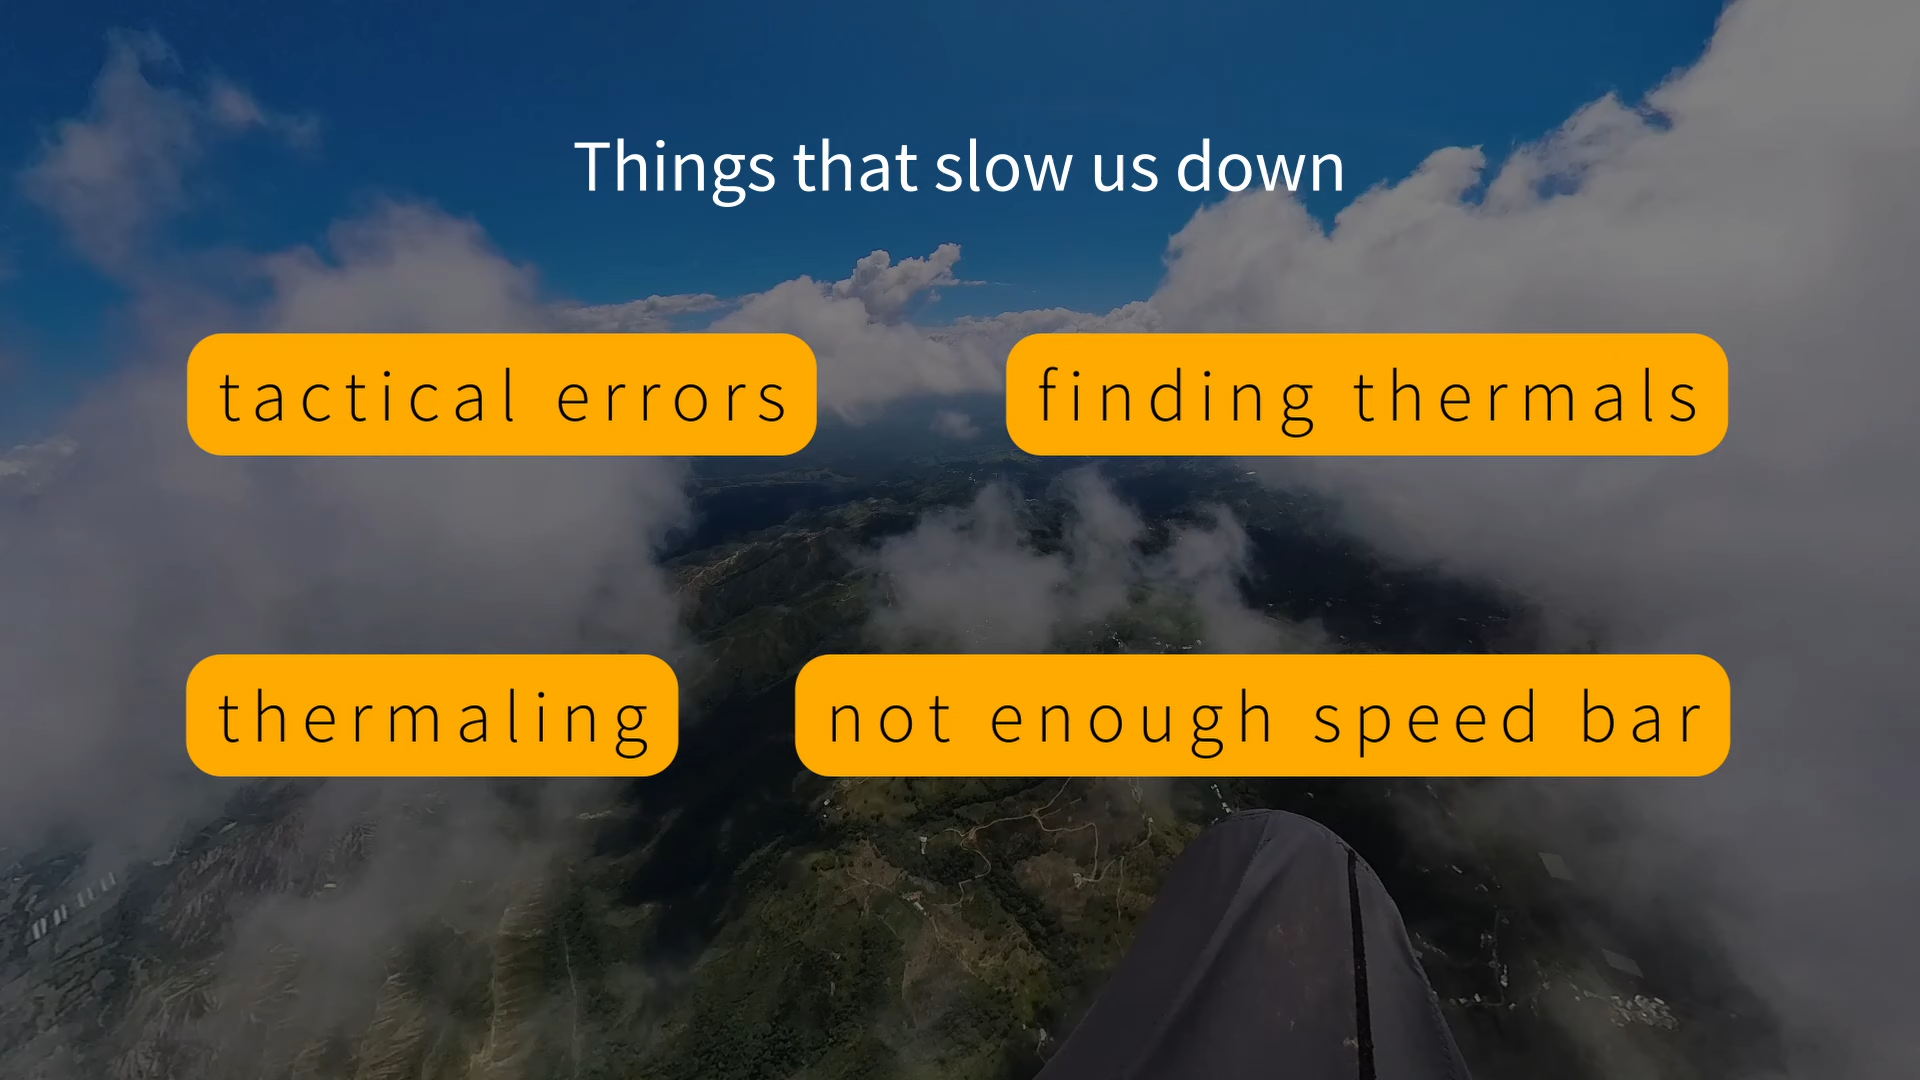 Things that slow us down
tactical errors
finding thermals
thermaling
not enough speed bar